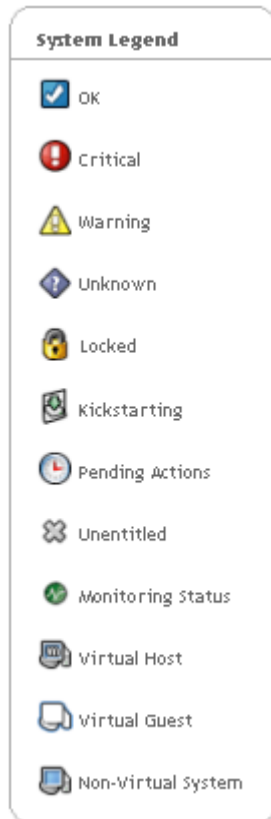 System Legend
OK
Critical
Warning
Unknown
Locked
Kickstarting
Pending Actions
Unentitled
Monitoring Status
Virtual Host
Virtual Guest
Non-Virtual System